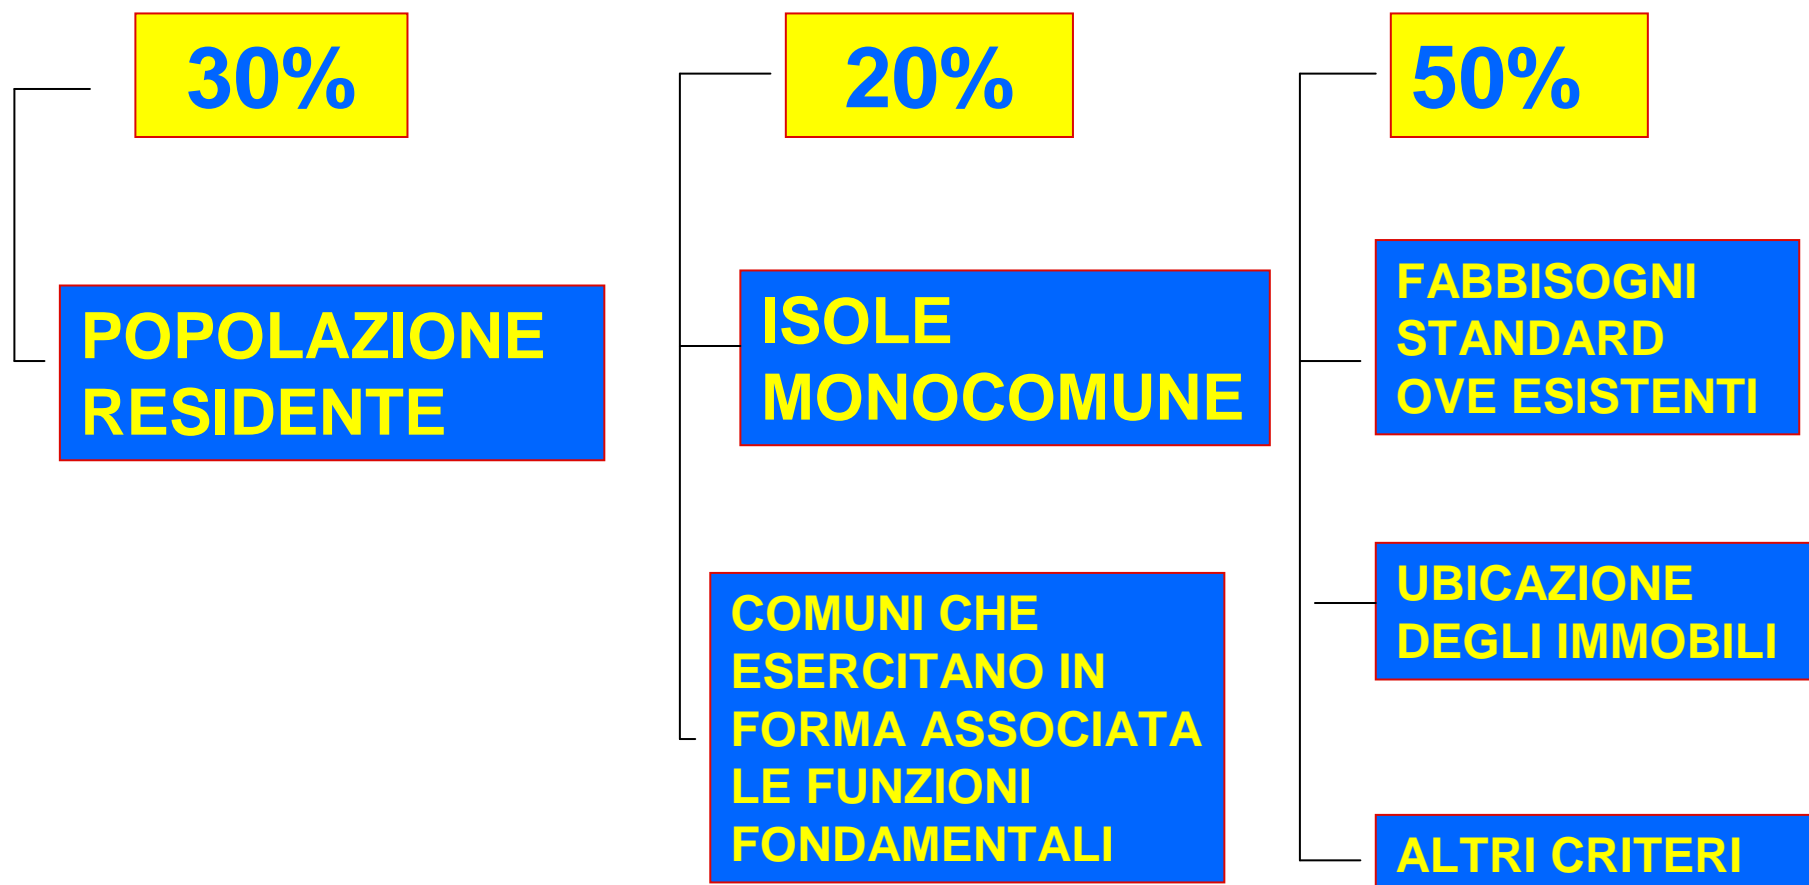 30%
POPOLAZIONE
RESIDENTE
20%
ISOLE
MONOCOMUNE
COMUNI CHE
ESERCITANO IN
FORMA ASSOCIATA
LE FUNZIONI
FONDAMENTALI
50%
FABBISOGNI
STANDARD
OVE ESISTENTI
UBICAZIONE
DEGLI IMMOBILI
ALTRI CRITERI